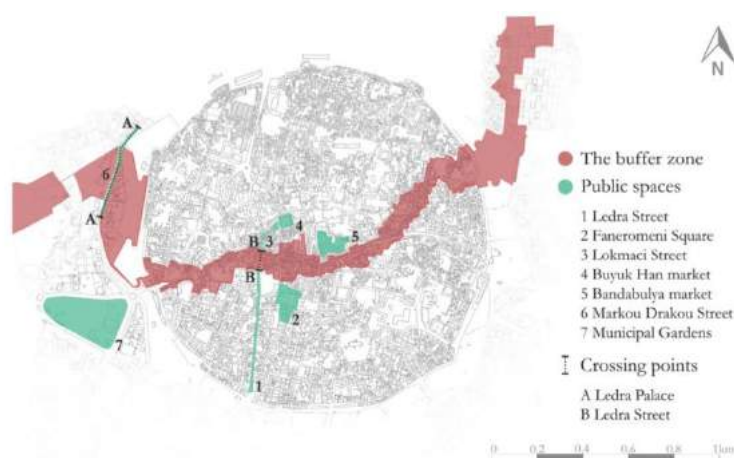 A
N
6
A
The buffer zone
Public spaces
B
3
4
5
1 Ledra Street
2 Faneromeni Square
3 Lokmaci Street
4 Buyuk Han market
5 Bandabulya market
6 Markou Drakou Street
7 Municipal Gardens
B
2
7
Crossing points
1
A Ledra Palace
B Ledra Street
0 0.2 0.4 0.6 0.8 1km